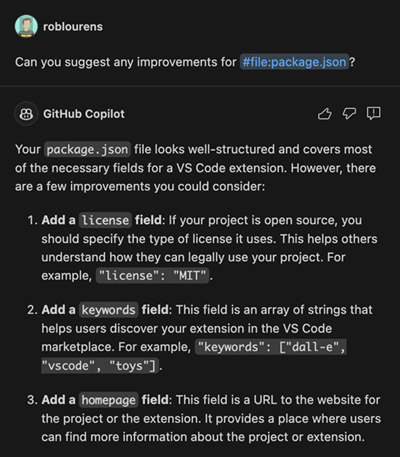 roblourens
Can you suggest any improvements for #file:package.json?
GitHub Copilot
Your package.json file looks well-structured and covers most
of the necessary fields for a VS Code extension. However, there
are a few improvements you could consider:
1. Add a license field: If your project is open source, you
should specify the type of license it uses. This helps others
understand how they can legally use your project. For
example, "license": "MIT".
2. Add a keywords field: This field is an array of strings that
helps users discover your extension in the VS Code
marketplace. For example, "keywords": ["dall-e",
"vscode", "toys"].
3. Add a homepage field: This field is a URL to the website for
the project or the extension. It provides a place where users
can find more information about the project or extension.